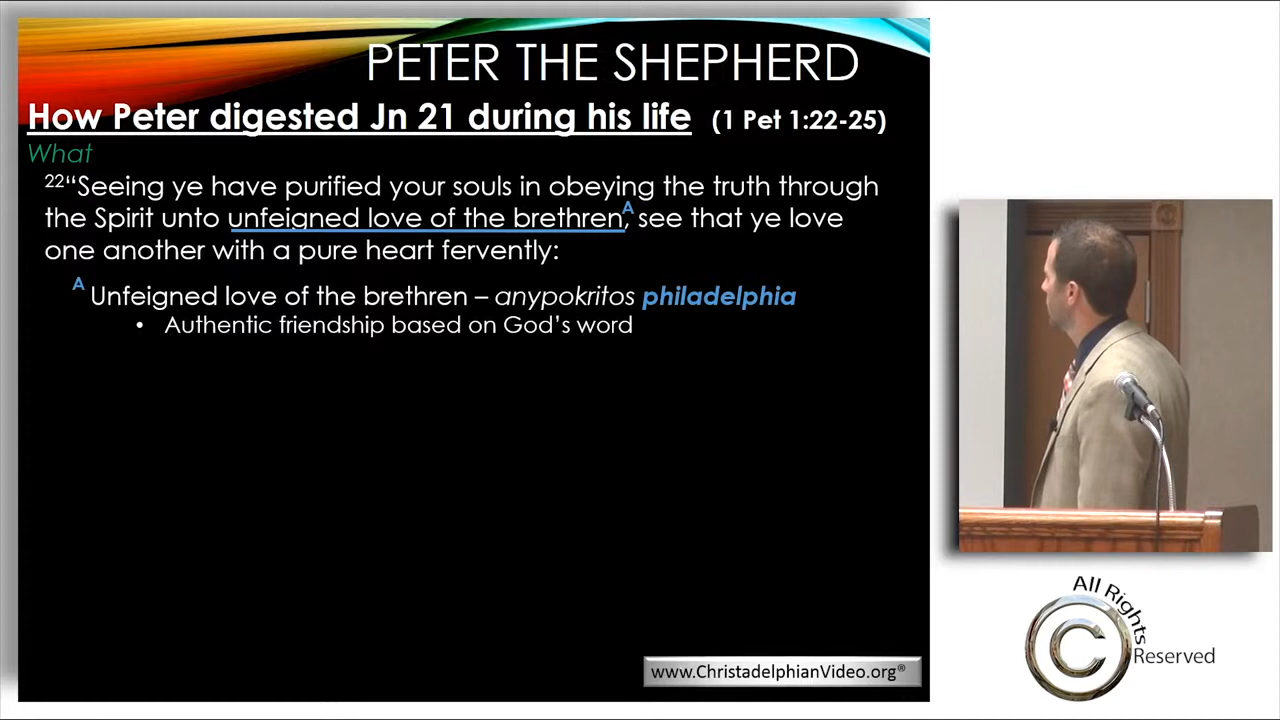 PETER THE SHEPHERD
How Peter digested Jn 21 during his life (1 Pet 1:22-25)
What
22“Seeing ye have purified your souls in obeying the truth through
the Spirit unto unfeigned love of the brethren,A see that ye love
one another with a pure heart fervently:
A Unfeigned love of the brethren – anypokritos philadelphia
• Authentic friendship based on God’s word
www.ChristadelphianVideo.org®
All Rights
C
Reserved